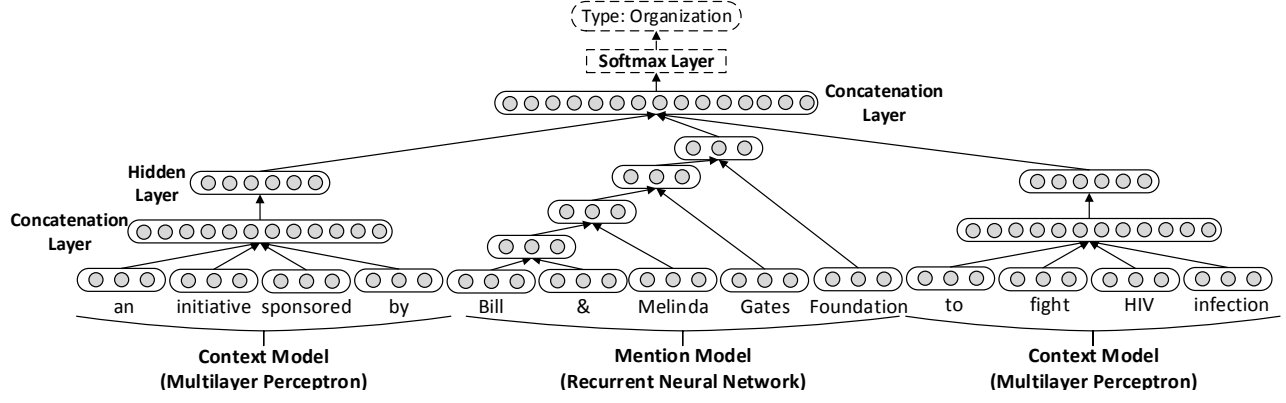 Type: Organization
Softmax Layer
Concatenation
Layer
Hidden
Layer
Concatenation
Layer
an initiative sponsored by Bill & Melinda Gates Foundation to fight HIV infection
Context Model
(Multilayer Perceptron)
Mention Model
(Recurrent Neural Network)
Context Model
(Multilayer Perceptron)